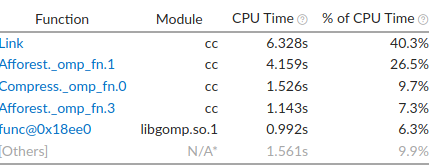 Function Module CPU Time % of CPU Time
Link cc 6.328s 40.3%
Afforest._omp_fn.1 cc 4.159s 26.5%
Compress._omp_fn.0 cc 1.526s 9.7%
Afforest._omp_fn.3 cc 1.143s 7.3%
func@0x18ee0 libgomp.so.1 0.992s 6.3%
[Others] N/A* 1.561s 9.9%